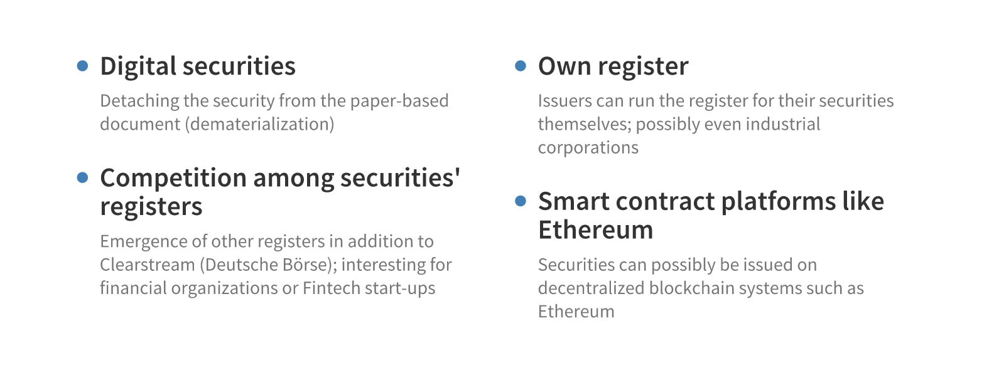 Digital securities
Detaching the security from the paper-based
document (dematerialization)
Competition among securities'
registers
Emergence of other registers in addition to
Clearstream (Deutsche Börse); interesting for
financial organizations or Fintech start-ups
Own register
Issuers can run the register for their securities
themselves; possibly even industrial
corporations
Smart contract platforms like
Ethereum
Securities can possibly be issued on
decentralized blockchain systems such as
Ethereum